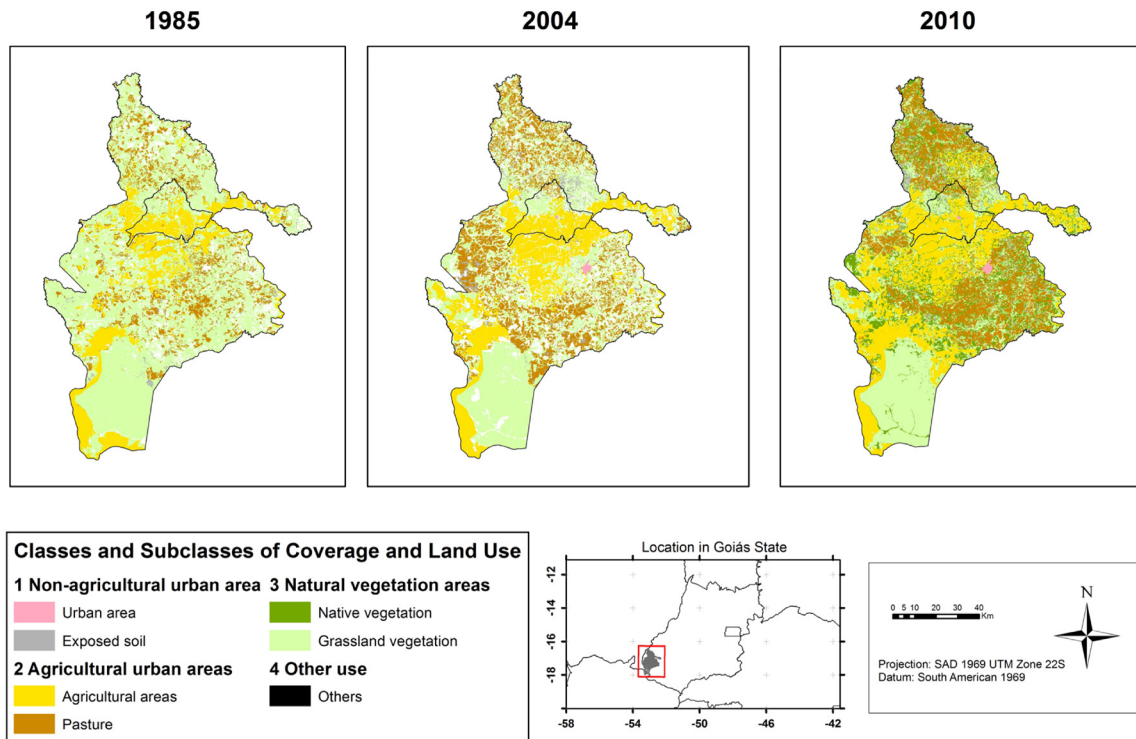 1985
2004
2010
Classes and Subclasses of Coverage and Land Use
1 Non-agricultural urban area
Urban area
Exposed soil
2 Agricultural urban areas
Agricultural areas
Pasture
3 Natural vegetation areas
Native vegetation
Grassland vegetation
4 Other use
Others
Location in Goiás State
-12
-14
-16
-18
-58
-54
-50
-46
-42
0 5 10 20 30 40
Km
N
Projection: SAD 1969 UTM Zone 22S
Datum: South American 1969